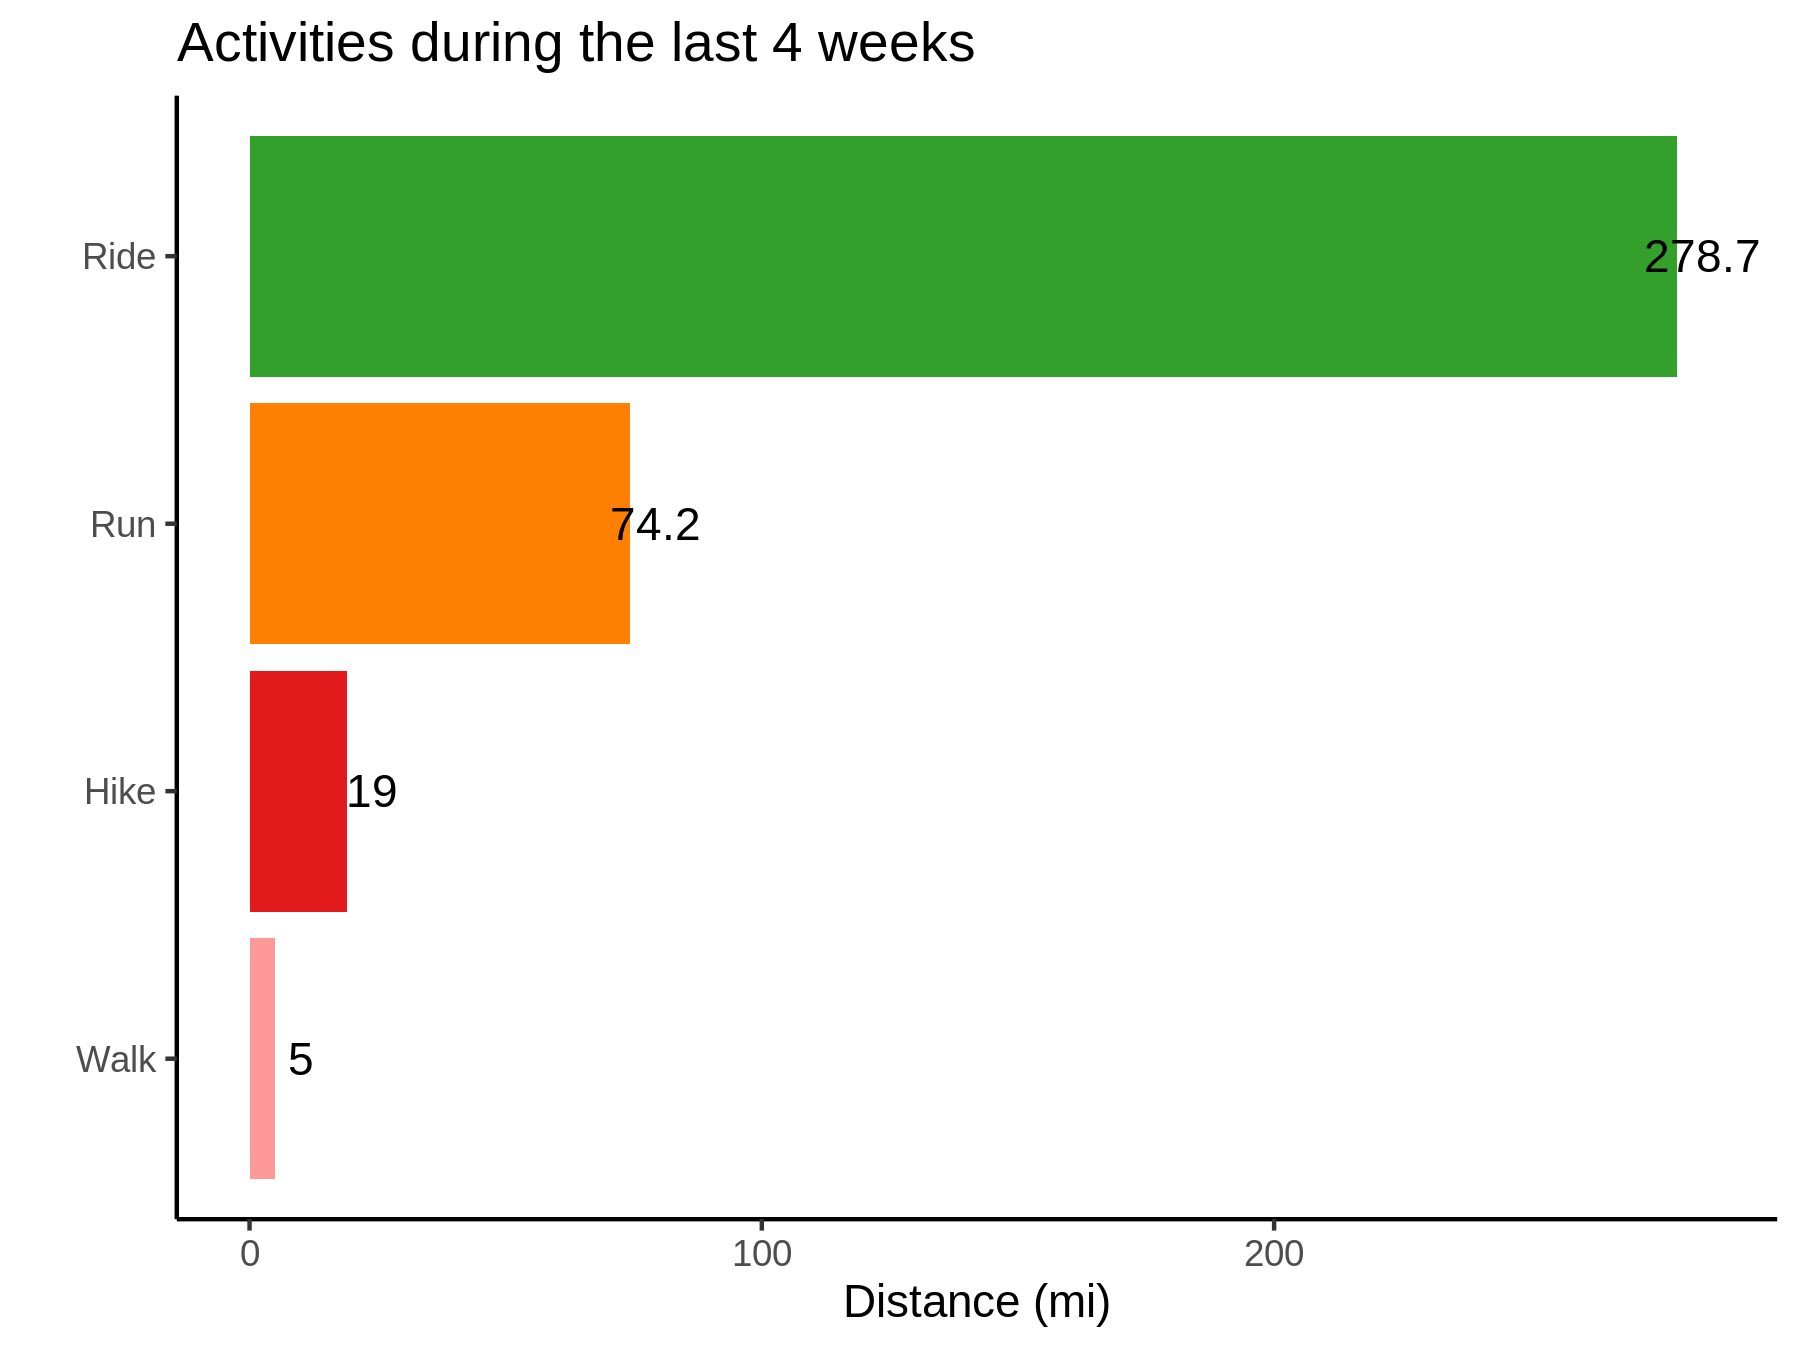 Activities during the last 4 weeks
Ride 278.7
Run 74.2
Hike 19
Walk 5
0 100 200
Distance (mi)